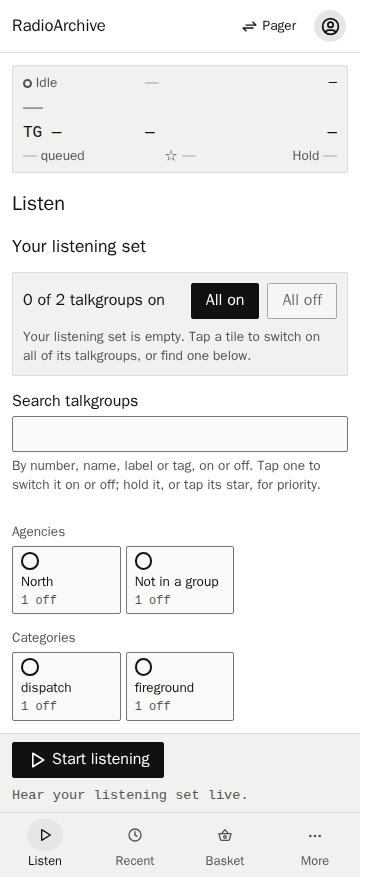 RadioArchive
Pager
Idle — –
—
TG – – –
— queued ☆ — Hold —
Listen
Your listening set
0 of 2 talkgroups on All on All off
Your listening set is empty. Tap a tile to switch on
all of its talkgroups, or find one below.
Search talkgroups
By number, name, label or tag, on or off. Tap one to
switch it on or off; hold it, or tap its star, for priority.
Agencies
North Not in a group
1 off 1 off
Categories
dispatch fireground
1 off 1 off
Start listening
Hear your listening set live.
Listen Recent Basket More